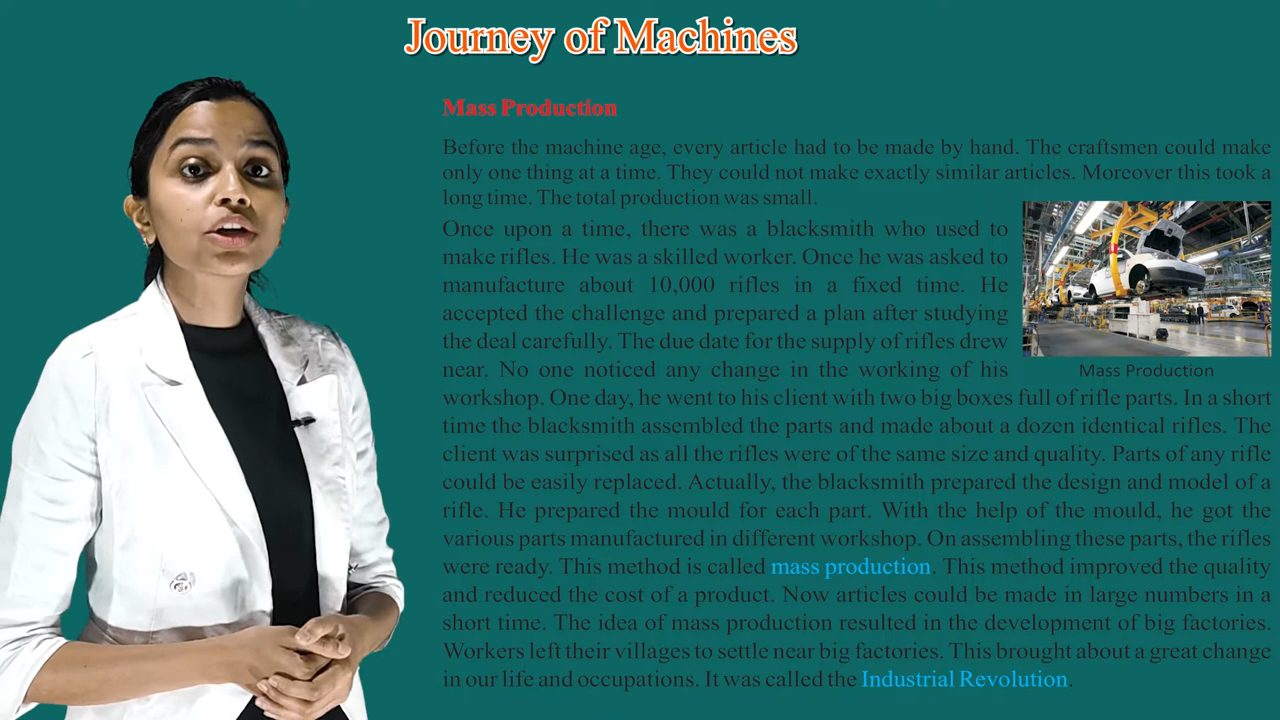 Journey of Machines
Mass Production
Before the machine age, every article had to be made by hand. The craftsmen could make
only one thing at a time. They could not make exactly similar articles. Moreover this took a
long time. The total production was small.
Once upon a time, there was a blacksmith who used to
make rifles. He was a skilled worker. Once he was asked to
manufacture about 10,000 rifles in a fixed time. He
accepted the challenge and prepared a plan after studying
the deal carefully. The due date for the supply of rifles drew
near. No one noticed any change in the working of his
Mass Production
workshop. One day, he went to his client with two big boxes full of rifle parts. In a short
time the blacksmith assembled the parts and made about a dozen identical rifles. The
client was surprised as all the rifles were of the same size and quality. Parts of any rifle
could be easily replaced. Actually, the blacksmith prepared the design and model of a
rifle. He prepared the mould for each part. With the help of the mould, he got the
various parts manufactured in different workshop. On assembling these parts, the rifles
were ready. This method is called mass production. This method improved the quality
and reduced the cost of a product. Now articles could be made in large numbers in a
short time. The idea of mass production resulted in the development of big factories.
Workers left their villages to settle near big factories. This brought about a great change
in our life and occupations. It was called the Industrial Revolution.